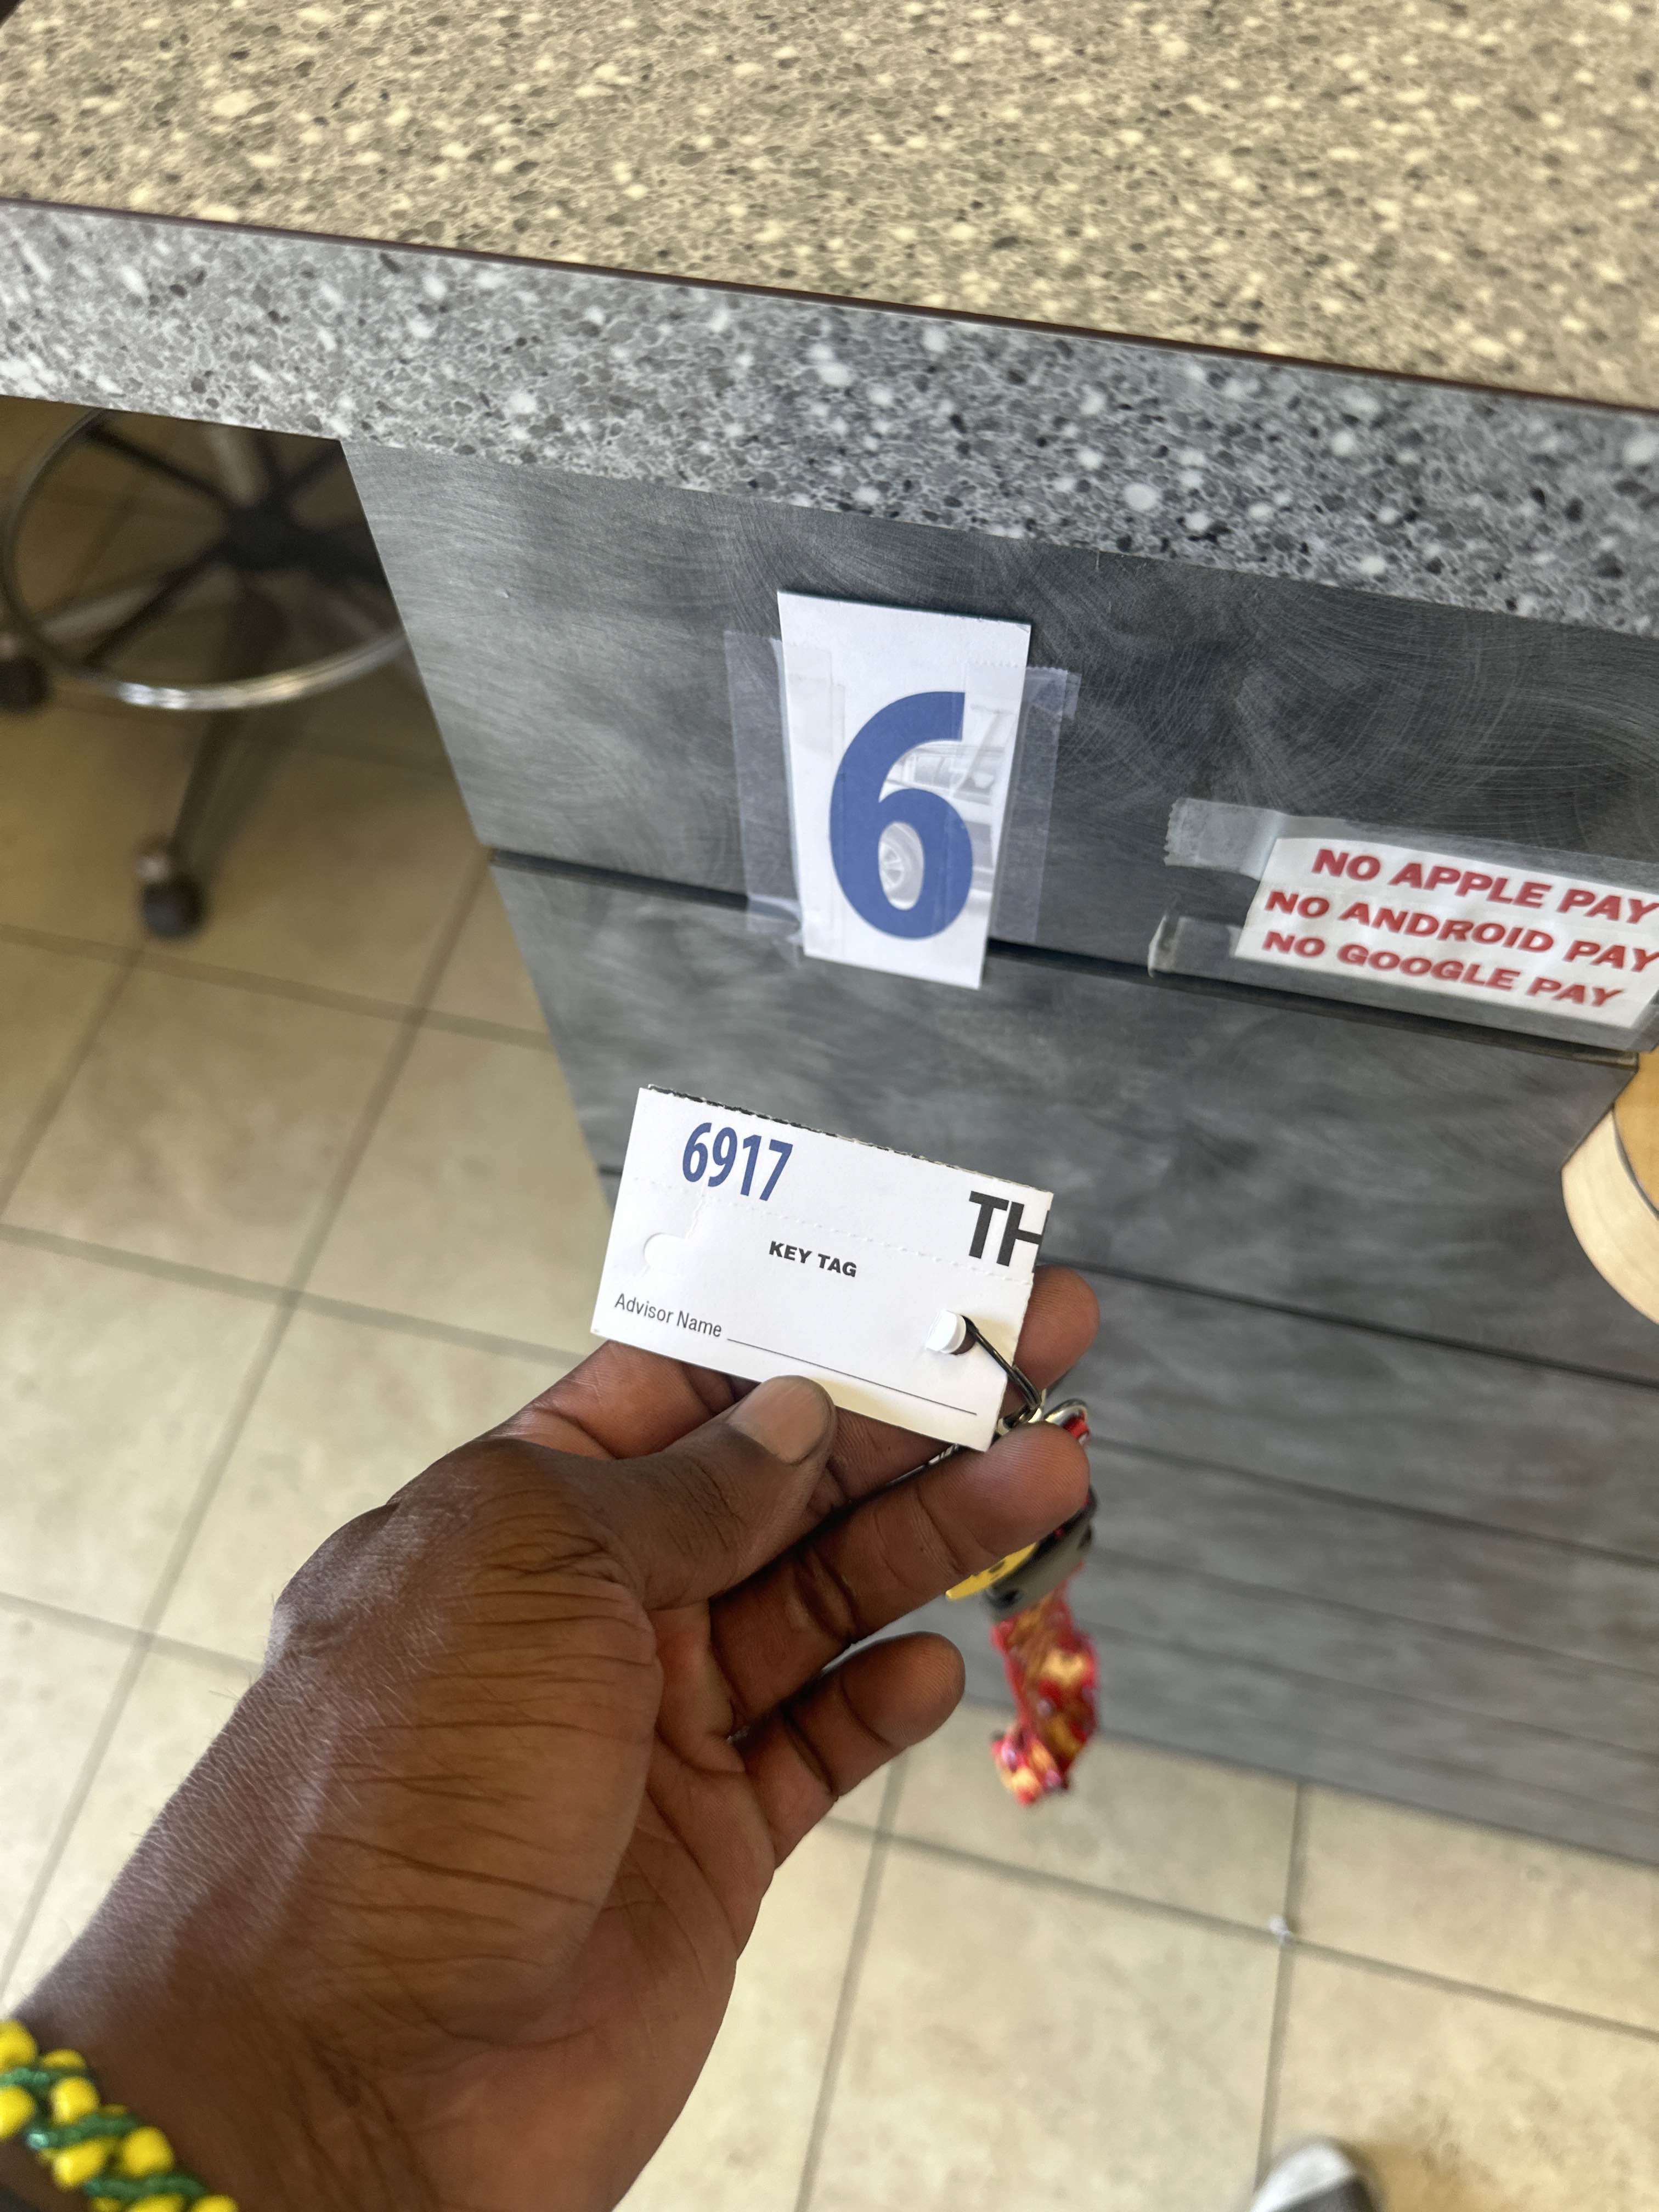 6
NO APPLE PAY
NO ANDROID PAY
NO GOOGLE PAY
6917
TH
KEY TAG
Advisor Name